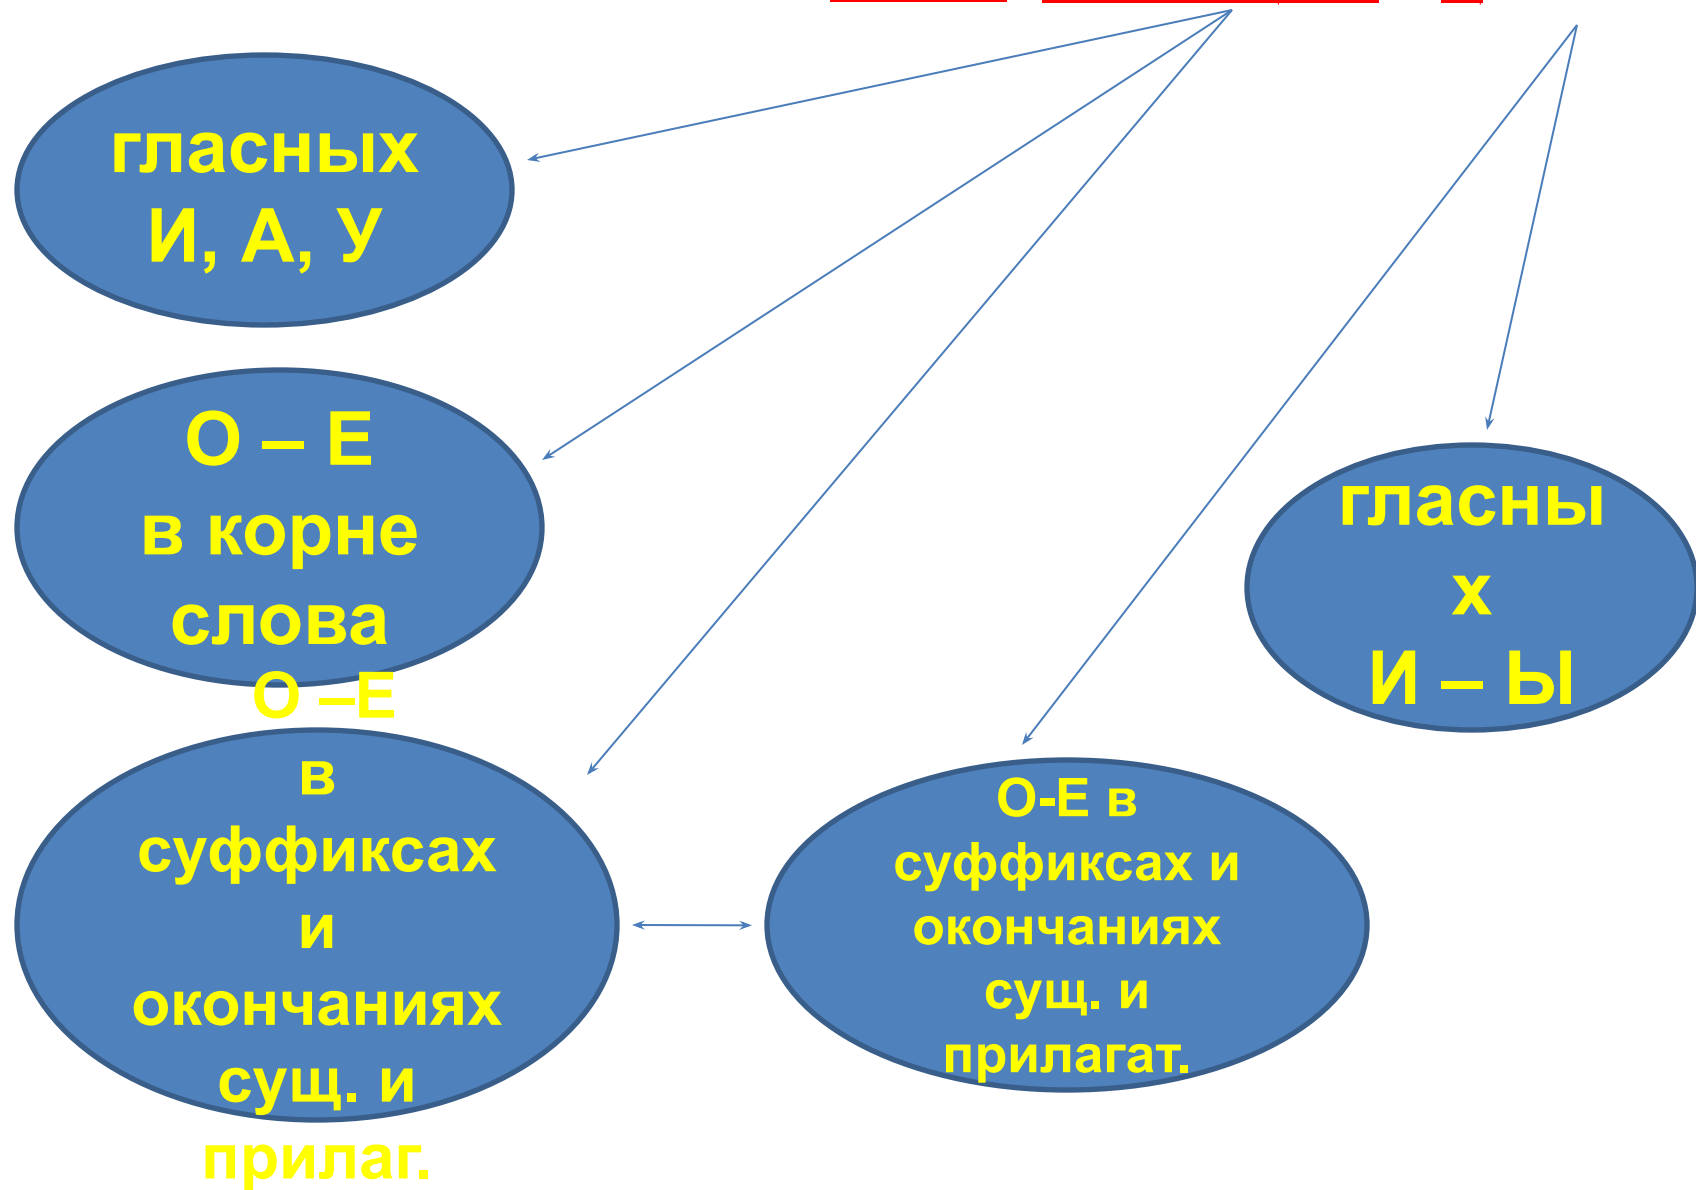 гласных
И, А, У
О – Е
в корне
слова
О –Е
в
суффиксах
и
окончаниях
сущ. и
прилаг.
О-Е в
суффиксах и
окончаниях
сущ. и
прилагат.
гласны
х
И – Ы